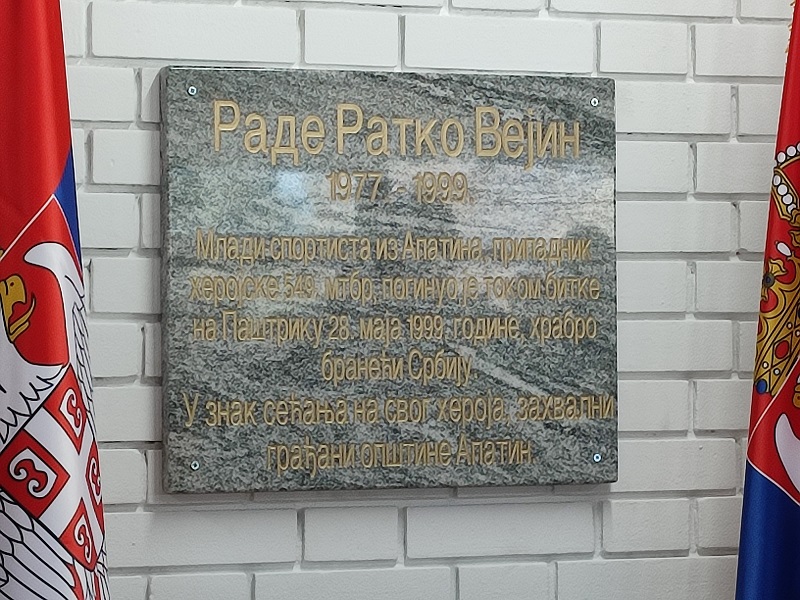 Раде Ратко Вејин
1977. - 1999.
Млади спортиста из Апатина, припадник
херојске 549. мтбр, погинуо је током битке
на Паштрику 28. маја 1999. године, храбро
бранећи Србију.
У знак сећања на свог хероја, захвални
грађани општине Апатин.